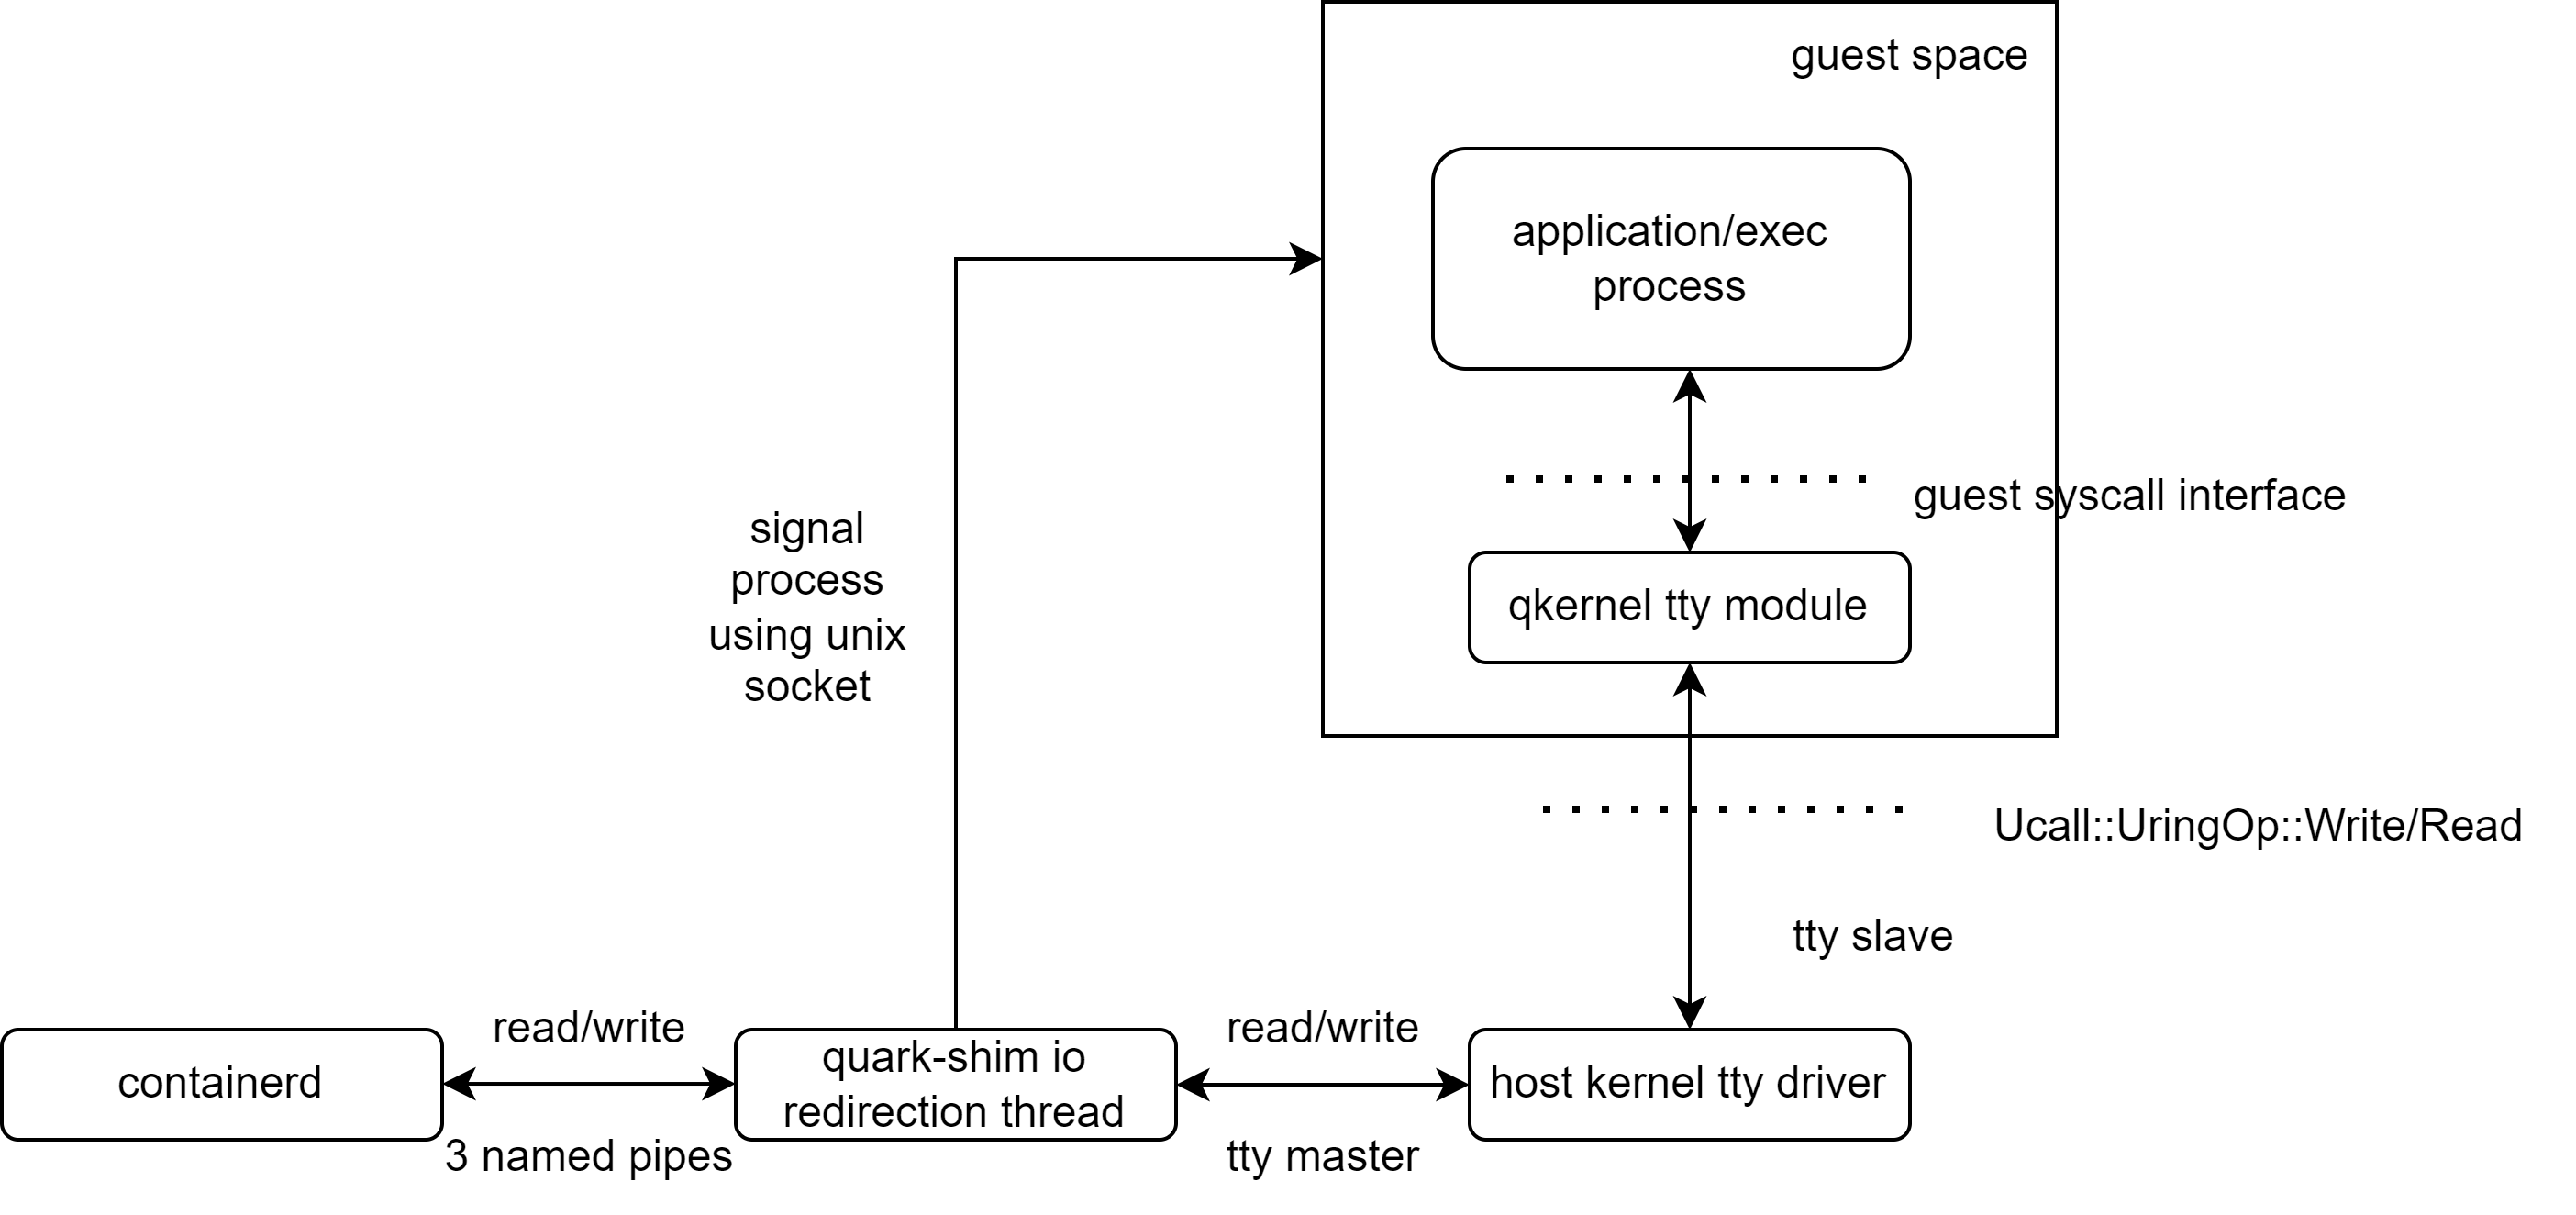 guest space
application/exec
process
guest syscall interface
signal
process
using unix
socket
qkernel tty module
Ucall::UringOp::Write/Read
tty slave
containerd
read/write
3 named pipes
quark-shim io
redirection thread
read/write
tty master
host kernel tty driver